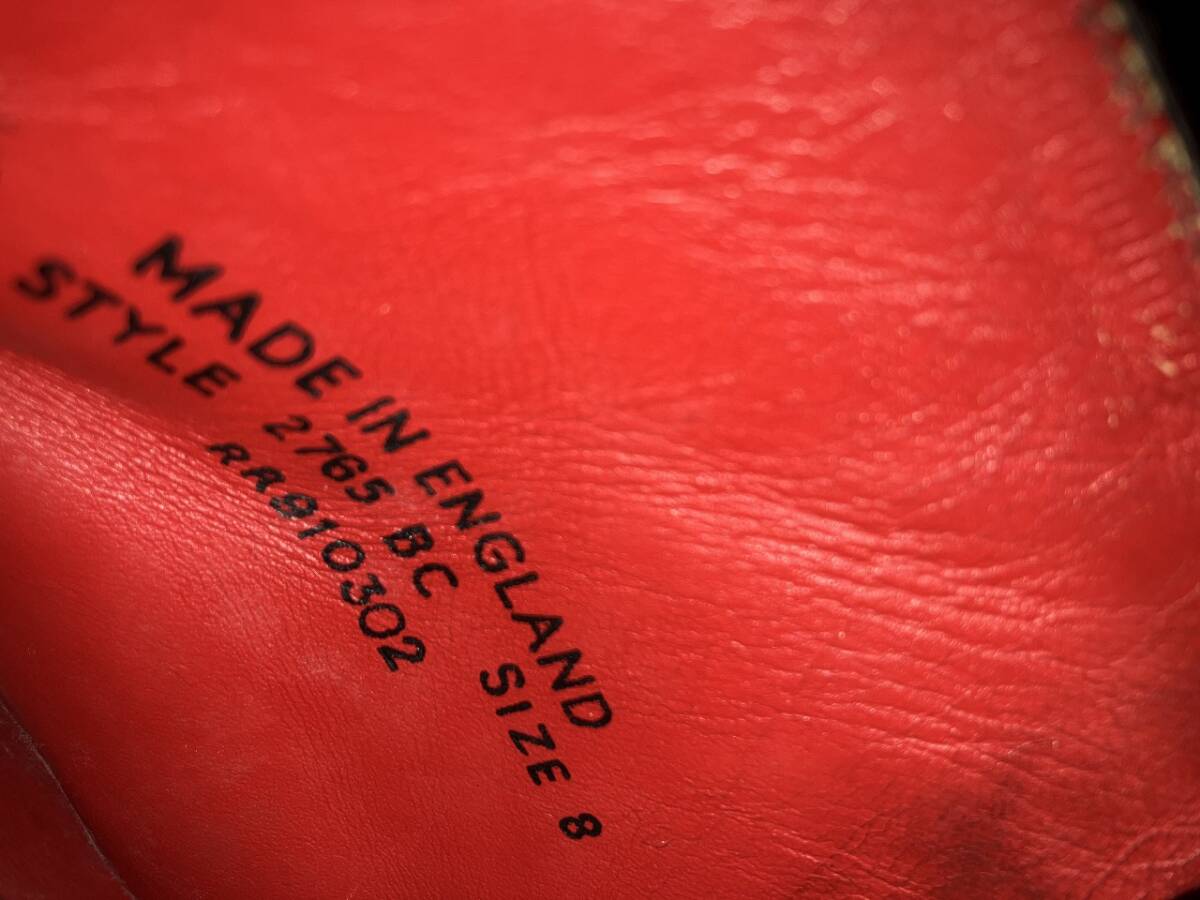 MADE IN ENGLAND
STYLE 2765 BC SIZE 8
RR910302